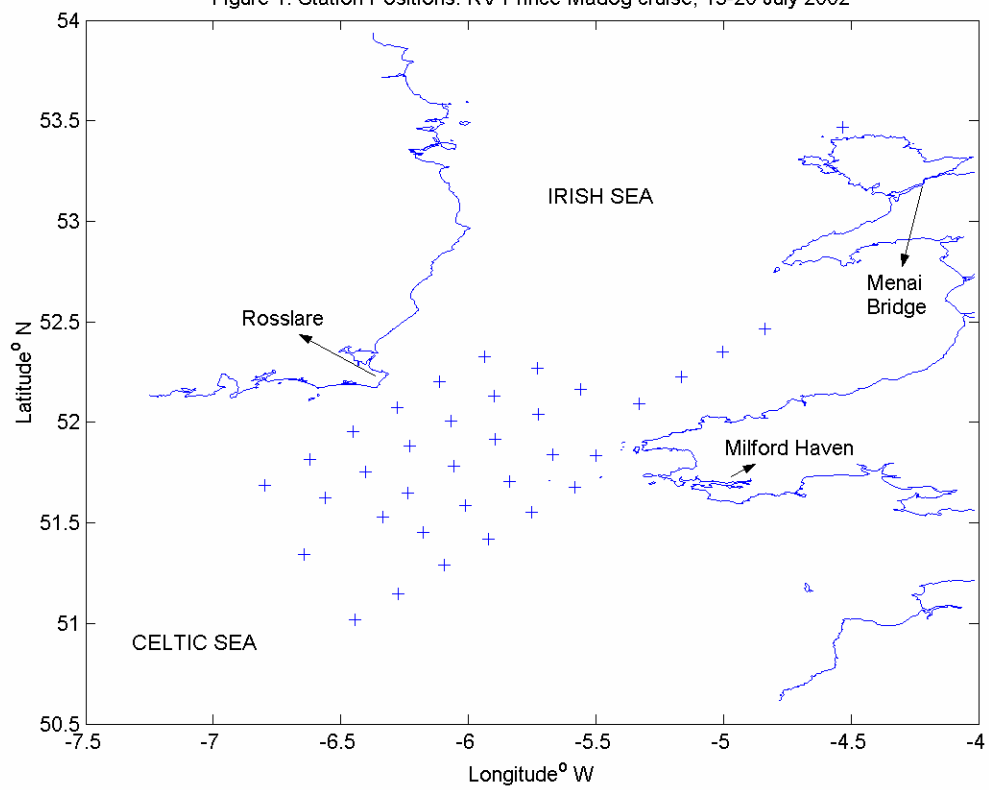 Figure 1. Station Positions. RV Prince Madog cruise, July 2002
54
53.5
53
52.5
52
51.5
51
50.5
Latitude° N
IRISH SEA
Menai
Bridge
Rosslare
Milford Haven
CELTIC SEA
-7.5 -7 -6.5 -6 -5.5 -5 -4.5 -4
Longitude° W